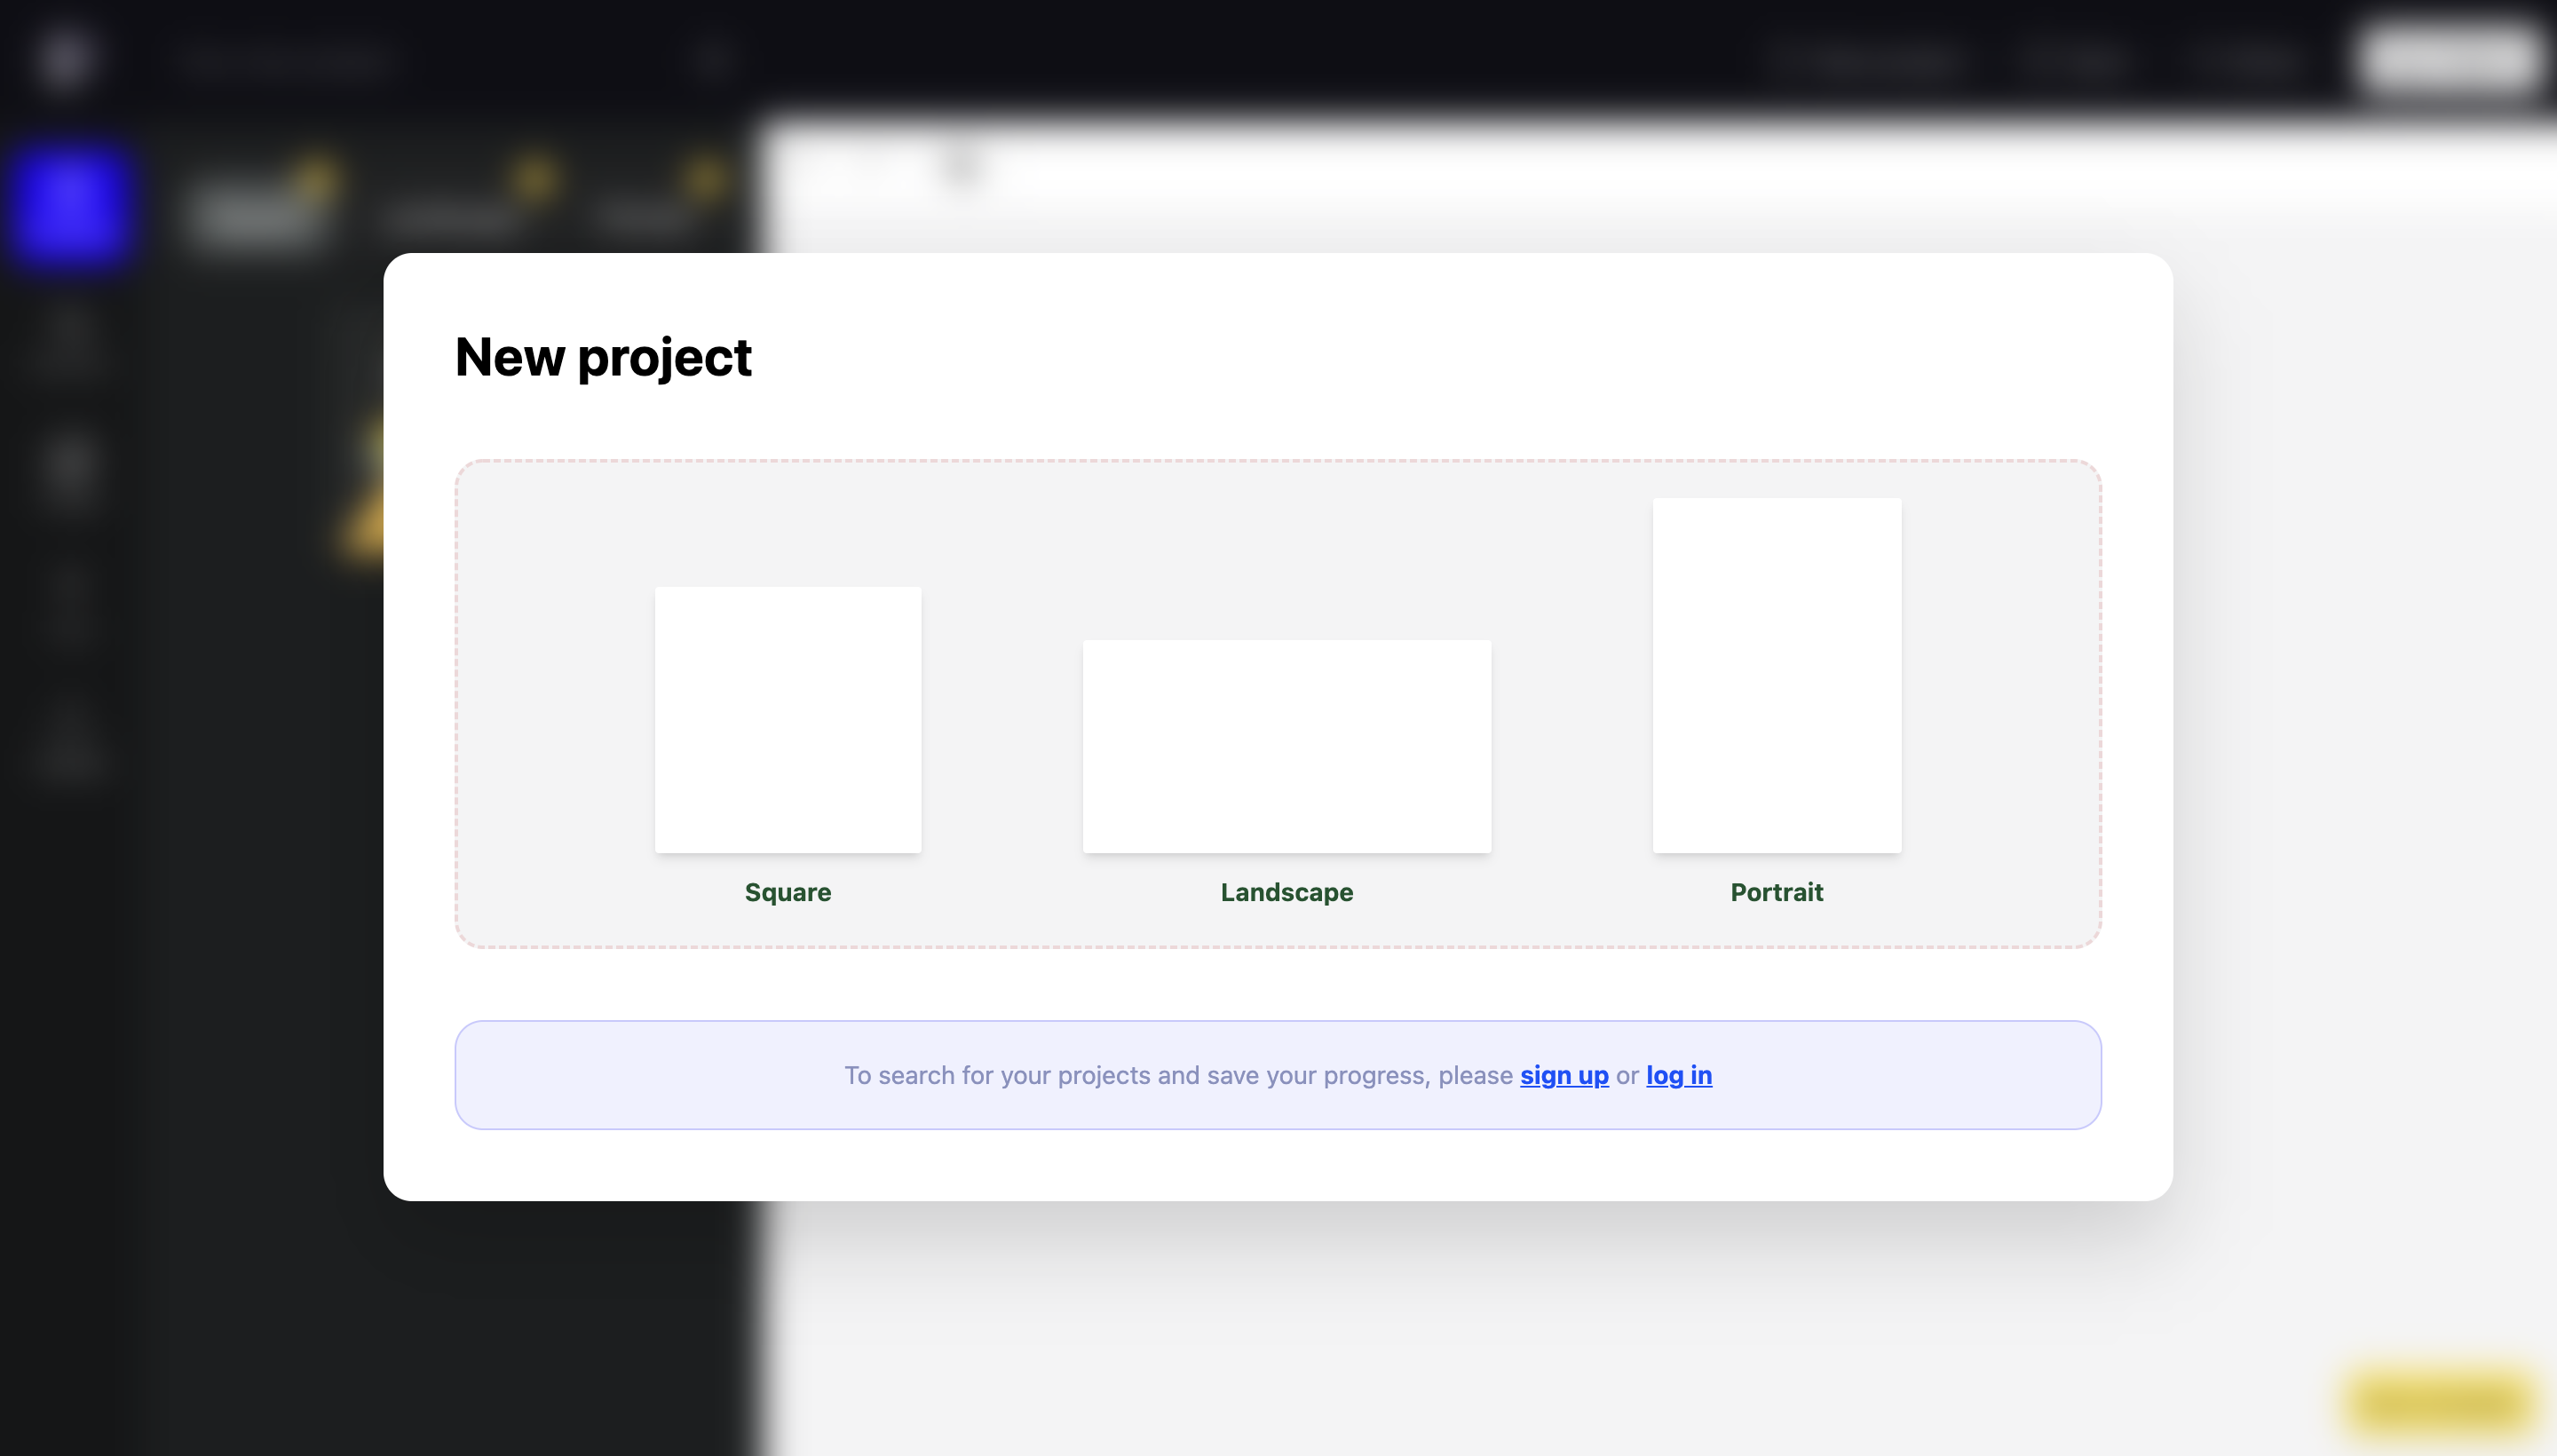 New project
Square
Landscape
Portrait
To search for your projects and save your progress, please sign up or log in